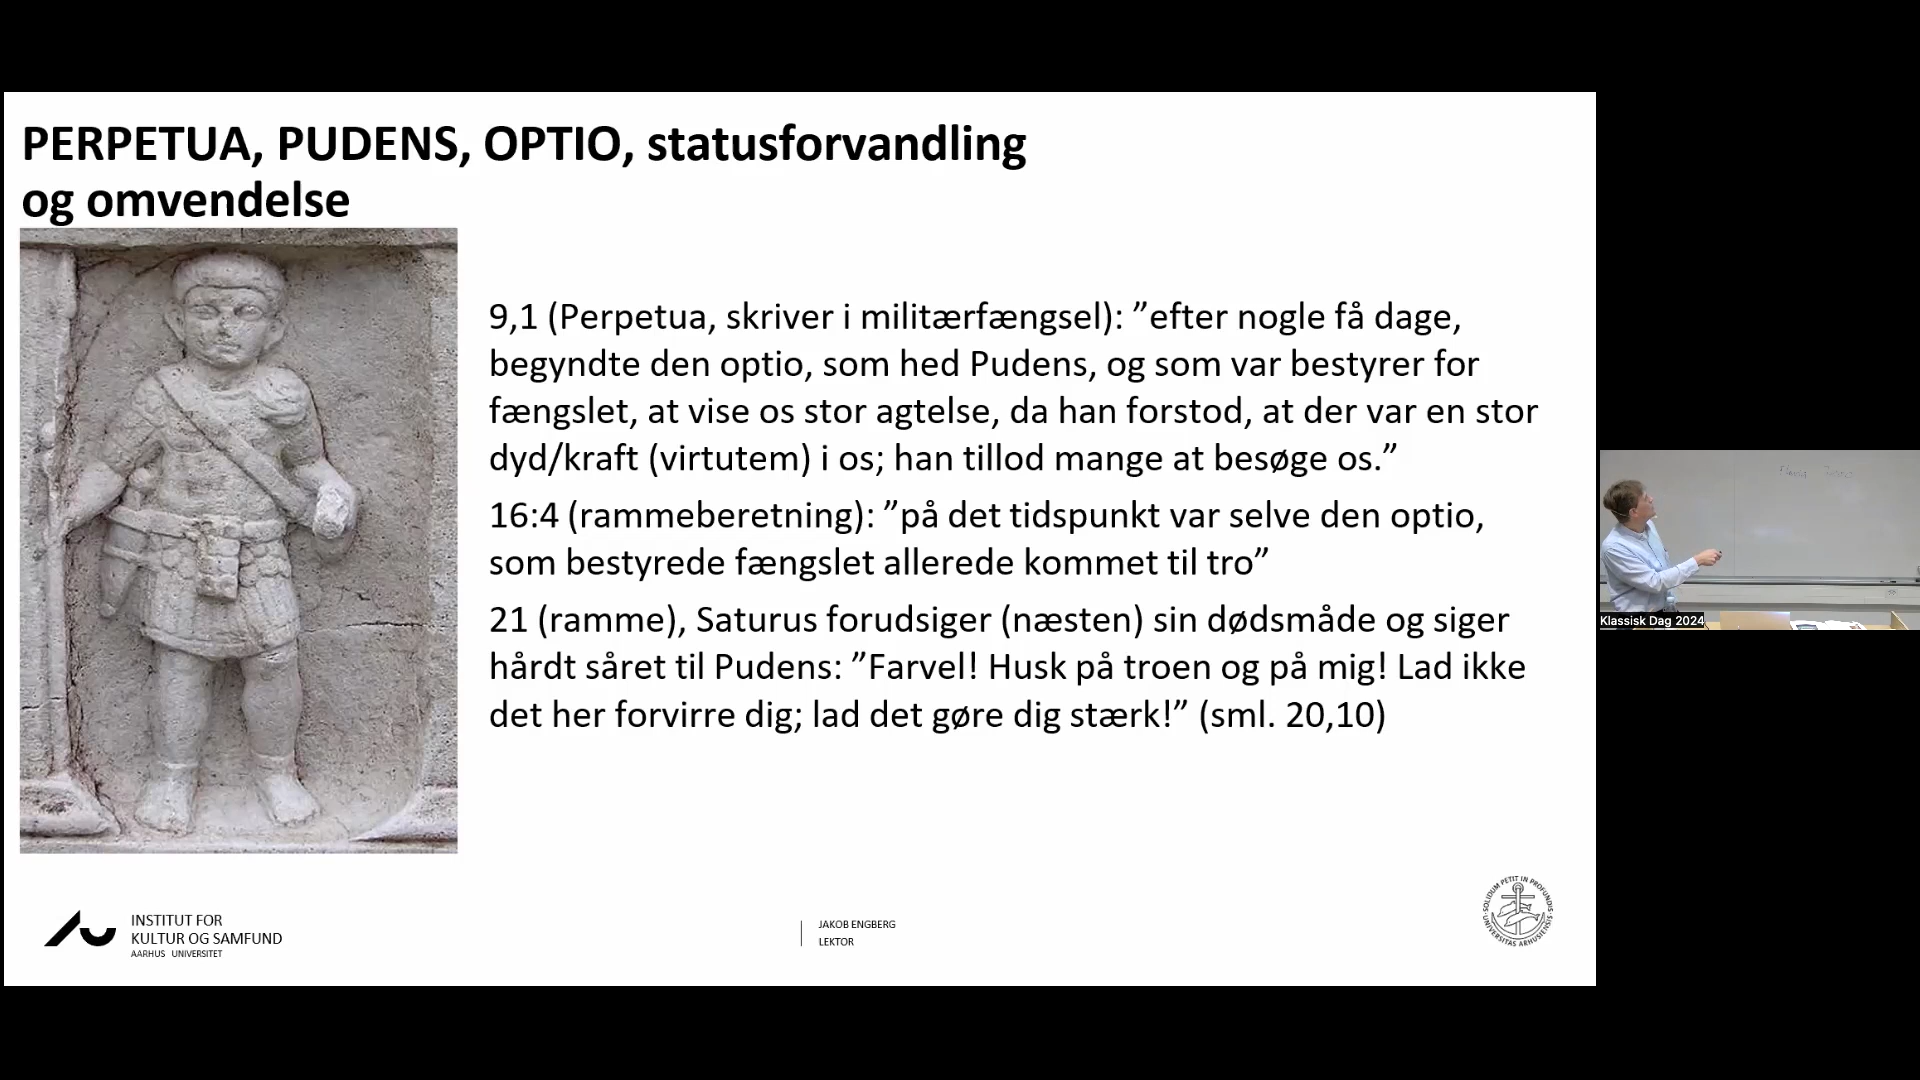 PERPETUA, PUDENS, OPTIO, statusforvandling
og omvendelse
9,1 (Perpetua, skriver i militærfængsel): ”efter nogle få dage,
begyndte den optio, som hed Pudens, og som var bestyrer for
fængslet, at vise os stor agtelse, da han forstod, at der var en stor
dyd/kraft (virtutem) i os; han tillod mange at besøge os.”
16:4 (rammeberetning): ”på det tidspunkt var selve den optio,
som bestyrede fængslet allerede kommet til tro”
21 (ramme), Saturus forudsiger (næsten) sin dødsmåde og siger
hårdt såret til Pudens: ”Farvel! Husk på troen og på mig! Lad ikke
det her forvirre dig; lad det gøre dig stærk!” (sml. 20,10)
INSTITUT FOR
KULTUR OG SAMFUND
AARHUS UNIVERSITET
JAKOB ENGBERG
LEKTOR
SOLIDUM PETIT IN PROFUNDIS
UNIVERSITAS ARHUSIENSIS
Klassisk Dag 2024